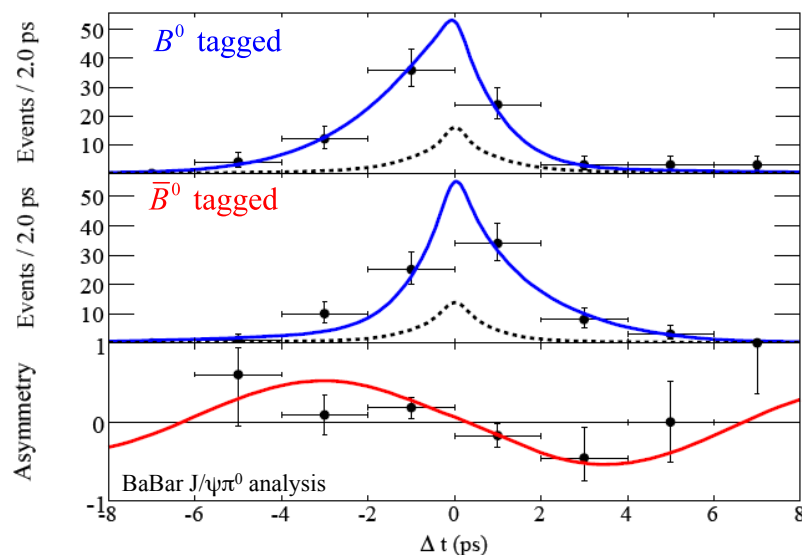 50
40
30
20
10
Events / 2.0 ps
B⁰ tagged
50
40
30
20
10
Events / 2.0 ps
B̅⁰ tagged
1
0
-1
Asymmetry
BaBar J/ψπ⁰ analysis
-8 -6 -4 -2 0 2 4 6 8
Δ t (ps)